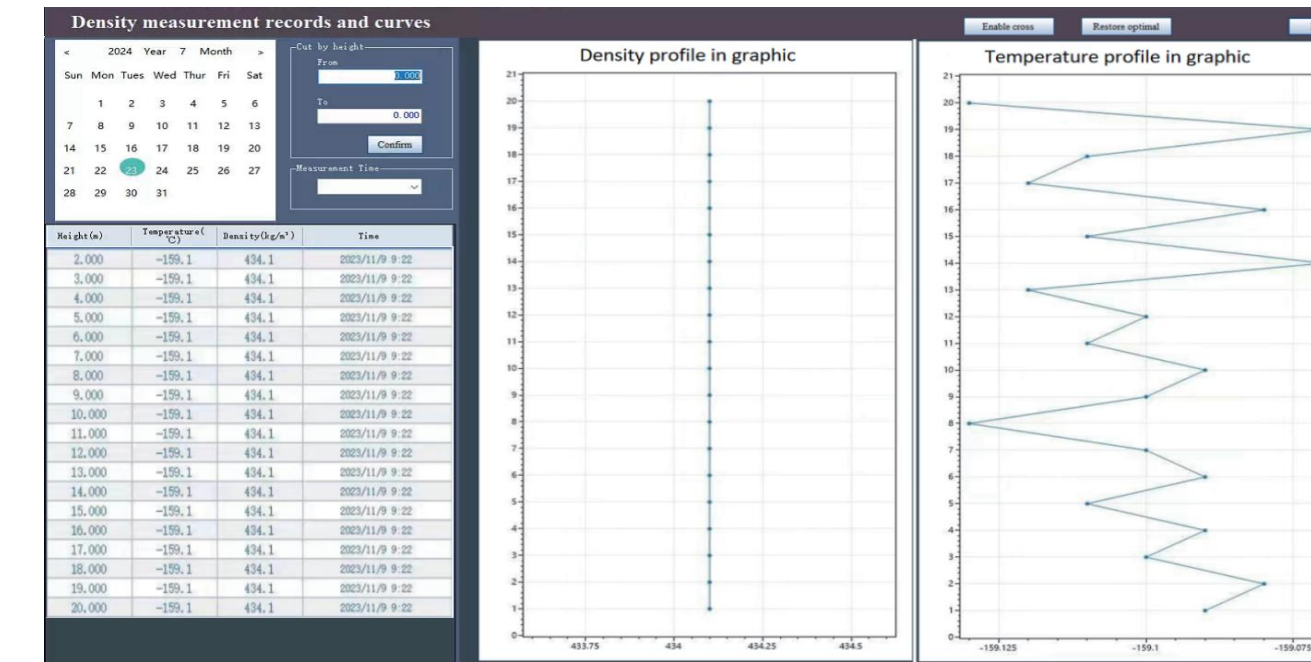 Density measurement records and curves
Enable cross
Restore optimal
« 2024 Year 7 Month »
Sun Mon Tues Wed Thur Fri Sat
1 2 3 4 5 6
7 8 9 10 11 12 13
14 15 16 17 18 19 20
21 22 23 24 25 26 27
28 29 30 31
Cut by height
From
0.000
To
0.000
Confirm
Measurement Time
Height(m) Temperature(℃) Density(kg/m³) Time
2.000 -159.1 434.1 2023/11/9 9:22
3.000 -159.1 434.1 2023/11/9 9:22
4.000 -159.1 434.1 2023/11/9 9:22
5.000 -159.1 434.1 2023/11/9 9:22
6.000 -159.1 434.1 2023/11/9 9:22
7.000 -159.1 434.1 2023/11/9 9:22
8.000 -159.1 434.1 2023/11/9 9:22
9.000 -159.1 434.1 2023/11/9 9:22
10.000 -159.1 434.1 2023/11/9 9:22
11.000 -159.1 434.1 2023/11/9 9:22
12.000 -159.1 434.1 2023/11/9 9:22
13.000 -159.1 434.1 2023/11/9 9:22
14.000 -159.1 434.1 2023/11/9 9:22
15.000 -159.1 434.1 2023/11/9 9:22
16.000 -159.1 434.1 2023/11/9 9:22
17.000 -159.1 434.1 2023/11/9 9:22
18.000 -159.1 434.1 2023/11/9 9:22
19.000 -159.1 434.1 2023/11/9 9:22
20.000 -159.1 434.1 2023/11/9 9:22
Density profile in graphic
21
20
19
18
17
16
15
14
13
12
11
10
9
8
7
6
5
4
3
2
1
0
433.75 434 434.25 434.5
Temperature profile in graphic
21
20
19
18
17
16
15
14
13
12
11
10
9
8
7
6
5
4
3
2
1
0
-159.125 -159.1 -159.075